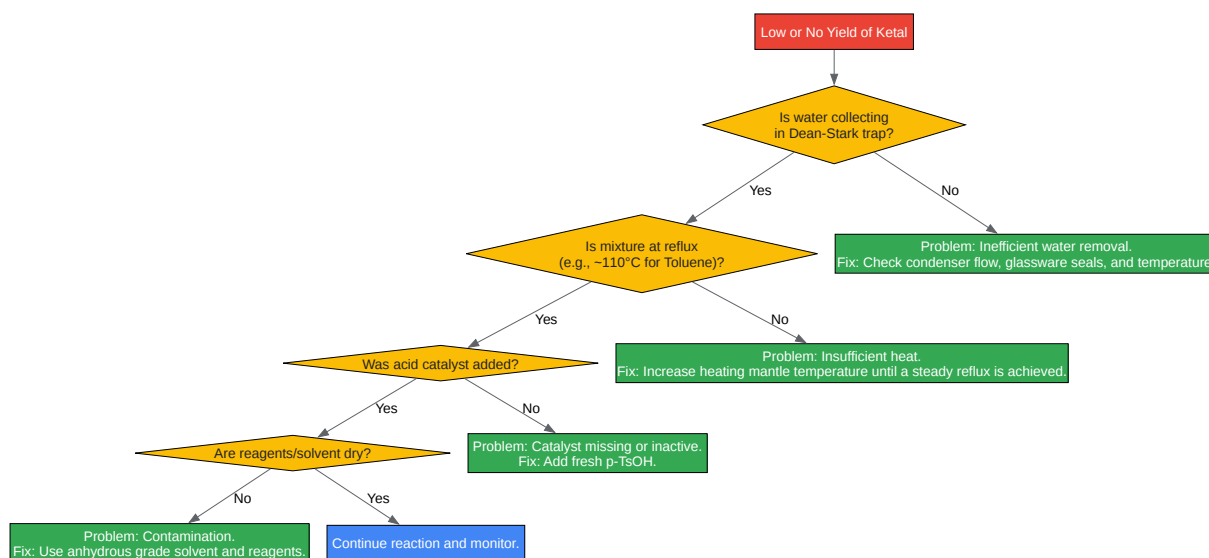 Low or No Yield of Ketal
Is water collecting
in Dean-Stark trap?
Yes
No
Is mixture at reflux
(e.g., ~110°C for Toluene)?
Problem: Inefficient water removal.
Fix: Check condenser flow, glassware seals, and temperature
Yes
No
Was acid catalyst added?
Problem: Insufficient heat.
Fix: Increase heating mantle temperature until a steady reflux is achieved.
Yes
No
Are reagents/solvent dry?
Problem: Catalyst missing or inactive.
Fix: Add fresh p-TsOH.
No
Yes
Problem: Contamination.
Fix: Use anhydrous grade solvent and reagents.
Continue reaction and monitor.